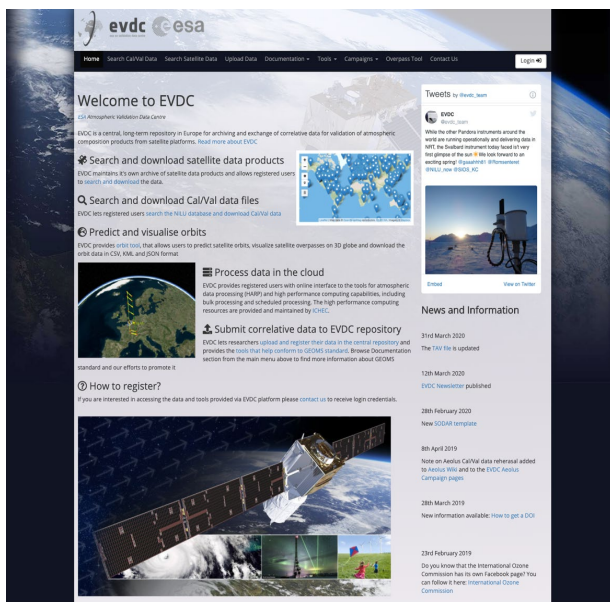 evdc esa
Home Search Cal/Val Data Search Satellite Data Upload Data Documentation Tools Campaigns Overpass Tool Contact Us
Login
Welcome to EVDC
ESA Atmospheric Validation Data Centre
EVDC is a central, long-term repository in Europe for archiving and exchange of correlative data for validation of atmospheric
composition products from satellite platforms. Read more about EVDC
Search and download satellite data products
EVDC maintains it's own archive of satellite data products and allows registered users
to search and download the data.
Search and download Cal/Val data files
EVDC lets registered users search the NILU database and download Cal/Val data
Predict and visualise orbits
EVDC provides orbit tool, that allows users to predict satellite orbits, visualize satellite overpasses on 3D globe and download the
orbit data in CSV, KML and JSON format
Process data in the cloud
EVDC provides registered users with online interface to the tools for atmospheric
data processing (HARP) and high performance computing capabilities, including
bulk processing and scheduled processing. The high performance computing
resources are provided and maintained by ICHEC.
Submit correlative data to EVDC repository
EVDC lets researchers upload and register their data in the central repository and
provides the tools that help conform to GEOMS standard. Browse Documentation
section from the main menu above to find more information about GEOMS
standard and our efforts to promote it
How to register?
If you are interested in accessing the data and tools provided via EVDC platform please contact us to receive login credentials.
Tweets by @evdc_team
EVDC
@evdc_team
While the other Pandora instruments around the
world are running operationally and delivering data in
NRT, the Svalbard instrument today faced isn't very
first glimpse of the sun We look forward to an
exciting spring! @gaaahh81 @Romsenteret
@NILU_now @SIOS_KC
Embed View on Twitter
News and Information
31rd March 2020
The TAV file is updated
12th March 2020
EVDC Newsletter published
28th February 2020
New SODAR template
8th April 2019
Note on Aeolus Cal/Val data reherasal added
to Aeolus Wiki and to the EVDC Aeolus
Campaign pages
28th March 2019
New information available: How to get a DOI
23rd February 2019
Do you know that the International Ozone
Commission has its own Facebook page? You
can follow it here: International Ozone
Commission